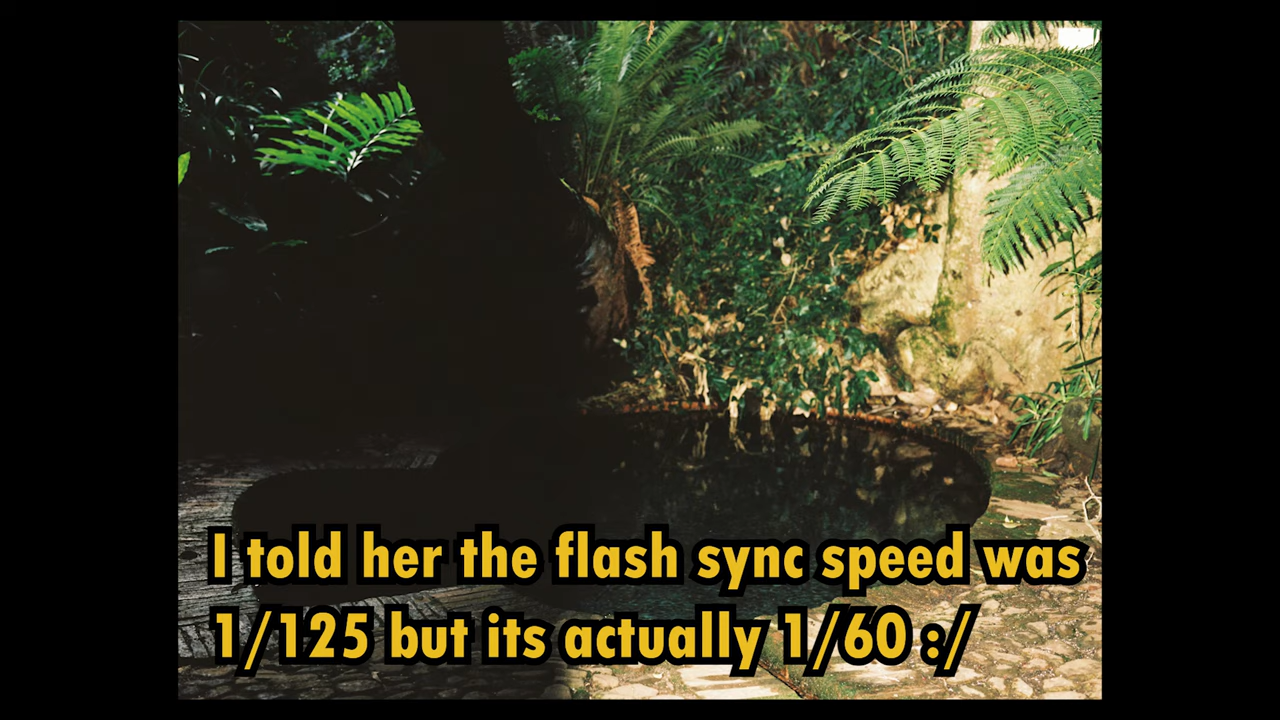 I told her the flash sync speed was
1/125 but its actually 1/60 :/